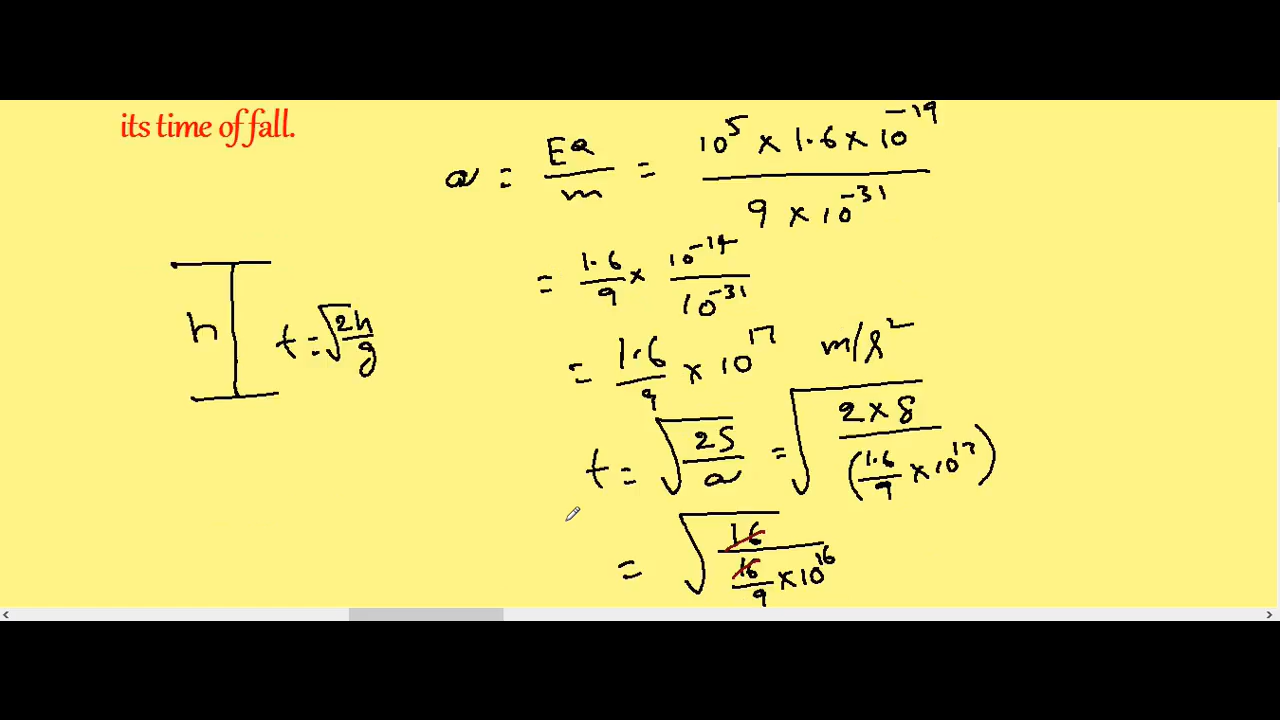 its time of fall.
a = EQ/m = 10^5 × 1.6 × 10^-19 / 9 × 10^-31
= 1.6/9 × 10^-14 / 10^-31
= 1.6/9 × 10^17 m/s^2
h
t = √(2h/g)
t = √(2S/a) = √(2 × 8 / (1.6/9 × 10^17))
= √(16 / (16/9 × 10^16))